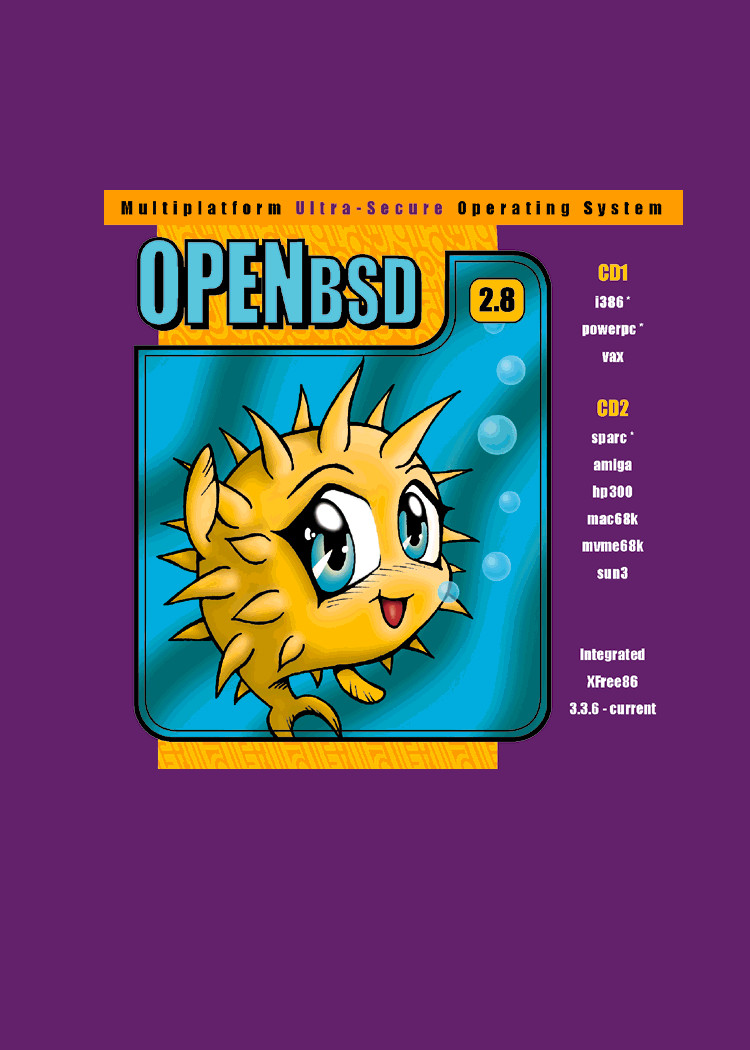 Multiplatform Ultra-Secure Operating System
OPENBSD
2.8
CD1
i386 *
powerpc *
vax
CD2
sparc *
amiga
hp300
mac68k
mvme68k
sun3
Integrated
XFree86
3.3.6 - current